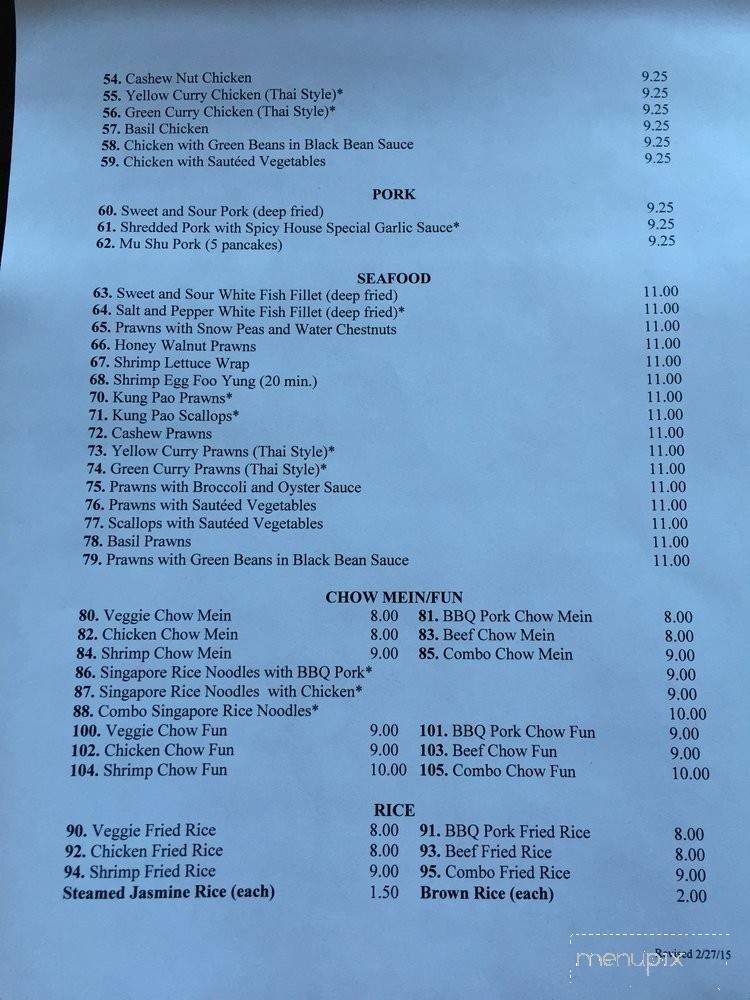 54. Cashew Nut Chicken 9.25
55. Yellow Curry Chicken (Thai Style)* 9.25
56. Green Curry Chicken (Thai Style)* 9.25
57. Basil Chicken 9.25
58. Chicken with Green Beans in Black Bean Sauce 9.25
59. Chicken with Sautéed Vegetables 9.25
PORK
60. Sweet and Sour Pork (deep fried) 9.25
61. Shredded Pork with Spicy House Special Garlic Sauce* 9.25
62. Mu Shu Pork (5 pancakes) 9.25
SEAFOOD
63. Sweet and Sour White Fish Fillet (deep fried) 11.00
64. Salt and Pepper White Fish Fillet (deep fried)* 11.00
65. Prawns with Snow Peas and Water Chestnuts 11.00
66. Honey Walnut Prawns 11.00
67. Shrimp Lettuce Wrap 11.00
68. Shrimp Egg Foo Yung (20 min.) 11.00
70. Kung Pao Prawns* 11.00
71. Kung Pao Scallops* 11.00
72. Cashew Prawns 11.00
73. Yellow Curry Prawns (Thai Style)* 11.00
74. Green Curry Prawns (Thai Style)* 11.00
75. Prawns with Broccoli and Oyster Sauce 11.00
76. Prawns with Sautéed Vegetables 11.00
77. Scallops with Sautéed Vegetables 11.00
78. Basil Prawns 11.00
79. Prawns with Green Beans in Black Bean Sauce 11.00
CHOW MEIN/FUN
80. Veggie Chow Mein 8.00 81. BBQ Pork Chow Mein 8.00
82. Chicken Chow Mein 8.00 83. Beef Chow Mein 8.00
84. Shrimp Chow Mein 9.00 85. Combo Chow Mein 9.00
86. Singapore Rice Noodles with BBQ Pork* 9.00
87. Singapore Rice Noodles with Chicken* 9.00
88. Combo Singapore Rice Noodles* 10.00
100. Veggie Chow Fun 9.00 101. BBQ Pork Chow Fun 9.00
102. Chicken Chow Fun 9.00 103. Beef Chow Fun 9.00
104. Shrimp Chow Fun 10.00 105. Combo Chow Fun 10.00
RICE
90. Veggie Fried Rice 8.00 91. BBQ Pork Fried Rice 8.00
92. Chicken Fried Rice 8.00 93. Beef Fried Rice 8.00
94. Shrimp Fried Rice 9.00 95. Combo Fried Rice 9.00
Steamed Jasmine Rice (each) 1.50 Brown Rice (each) 2.00
Revised 2/27/15
menupix